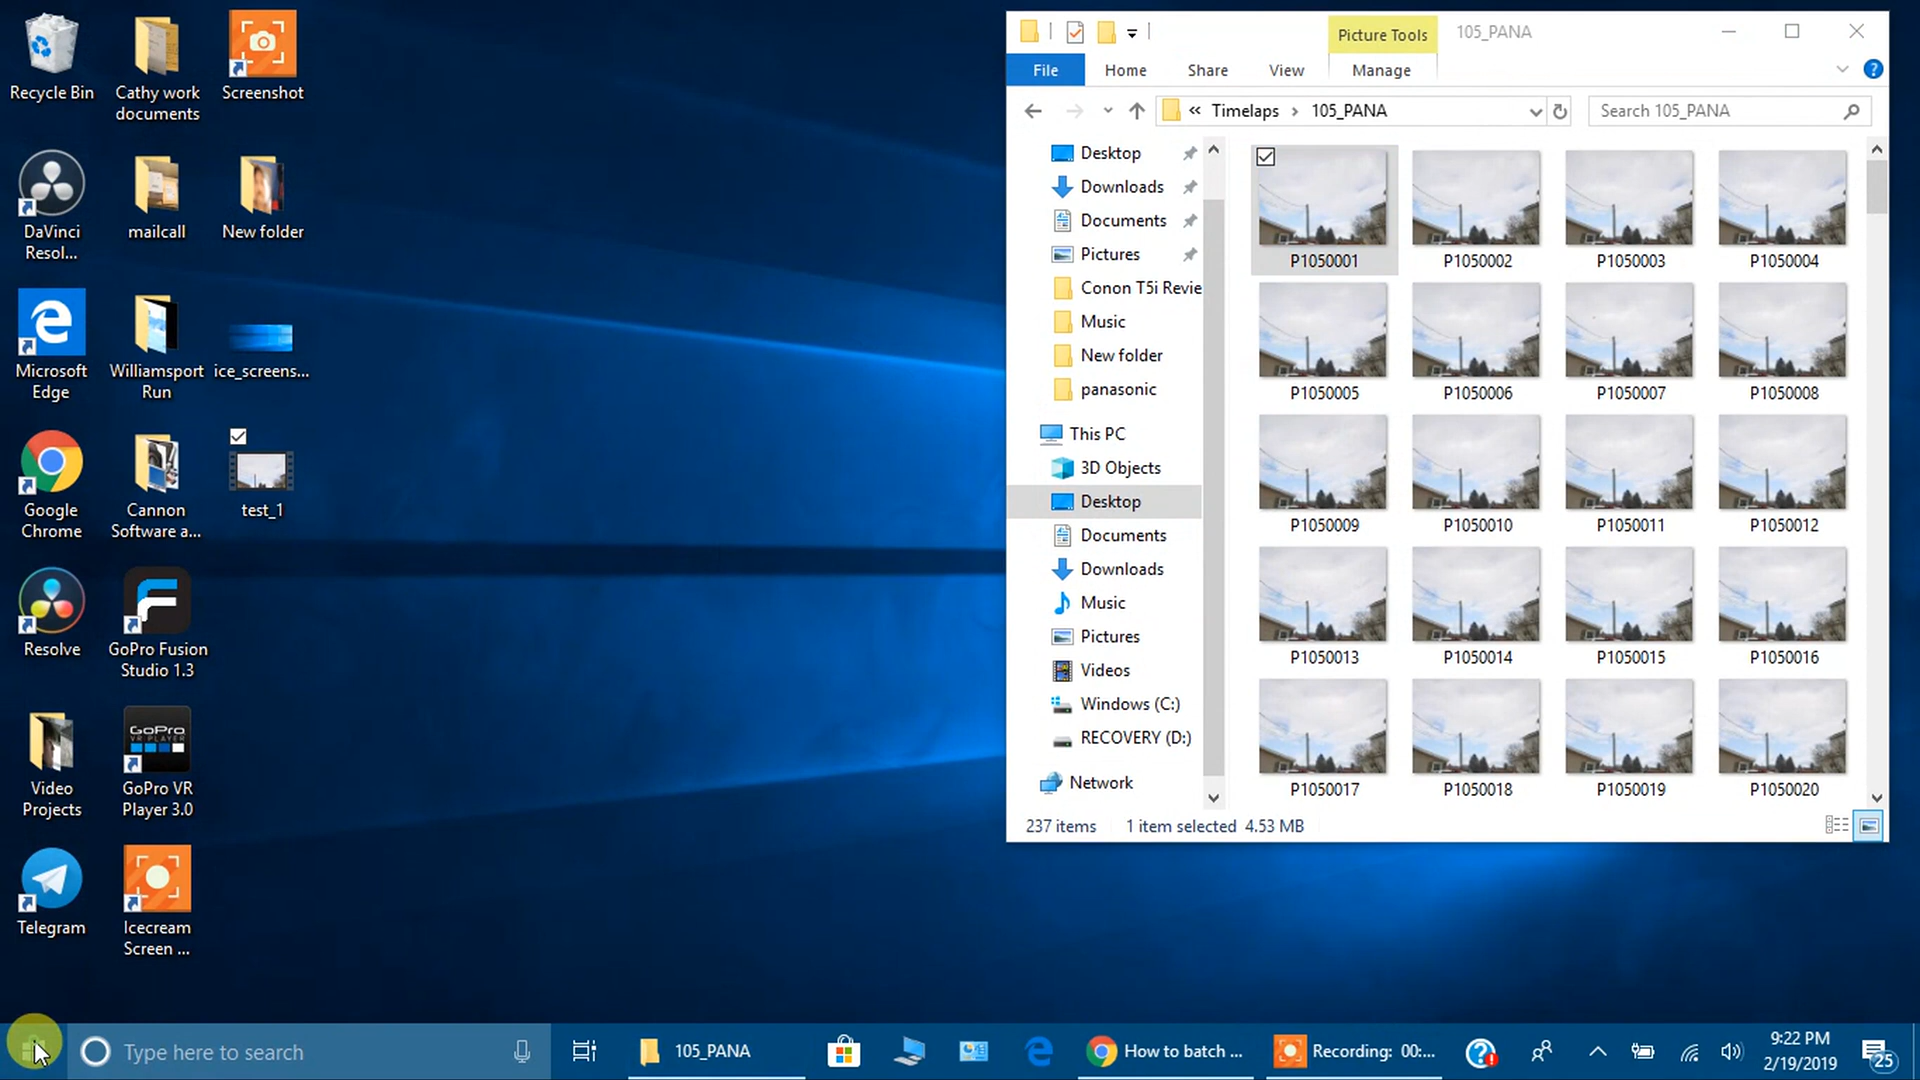 Recycle Bin
Cathy work
documents
Screenshot
DaVinci
Resol...
mailcall
New folder
Microsoft
Edge
Williamsport
Run
ice_screens...
Google
Chrome
Cannon
Software a...
test_1
Resolve
GoPro Fusion
Studio 1.3
Video
Projects
GoPro
VR PLAYER
GoPro VR
Player 3.0
Telegram
Icecream
Screen ...
Picture Tools
105_PANA
File
Home
Share
View
Manage
« Timelaps > 105_PANA
Search 105_PANA
Desktop
Downloads
Documents
Pictures
Conon T5i Revie
Music
New folder
panasonic
This PC
3D Objects
Desktop
Documents
Downloads
Music
Pictures
Videos
Windows (C:)
RECOVERY (D:)
Network
P1050001
P1050002
P1050003
P1050004
P1050005
P1050006
P1050007
P1050008
P1050009
P1050010
P1050011
P1050012
P1050013
P1050014
P1050015
P1050016
P1050017
P1050018
P1050019
P1050020
237 items
1 item selected 4.53 MB
Type here to search
105_PANA
How to batch ...
Recording: 00:...
9:22 PM
2/19/2019
25